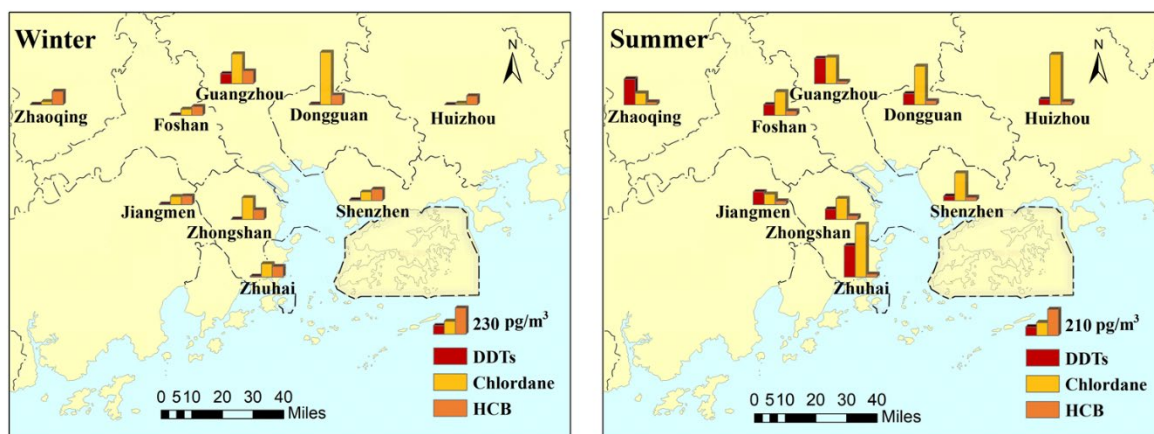 Winter
N
Guangzhou
Zhaoqing
Foshan
Dongguan
Huizhou
Jiangmen
Zhongshan
Shenzhen
Zhuhai
230 pg/m³
DDTs
Chlordane
HCB
0 5 10 20 30 40
Miles
Summer
N
Guangzhou
Zhaoqing
Foshan
Dongguan
Huizhou
Jiangmen
Zhongshan
Shenzhen
Zhuhai
210 pg/m³
DDTs
Chlordane
HCB
0 5 10 20 30 40
Miles